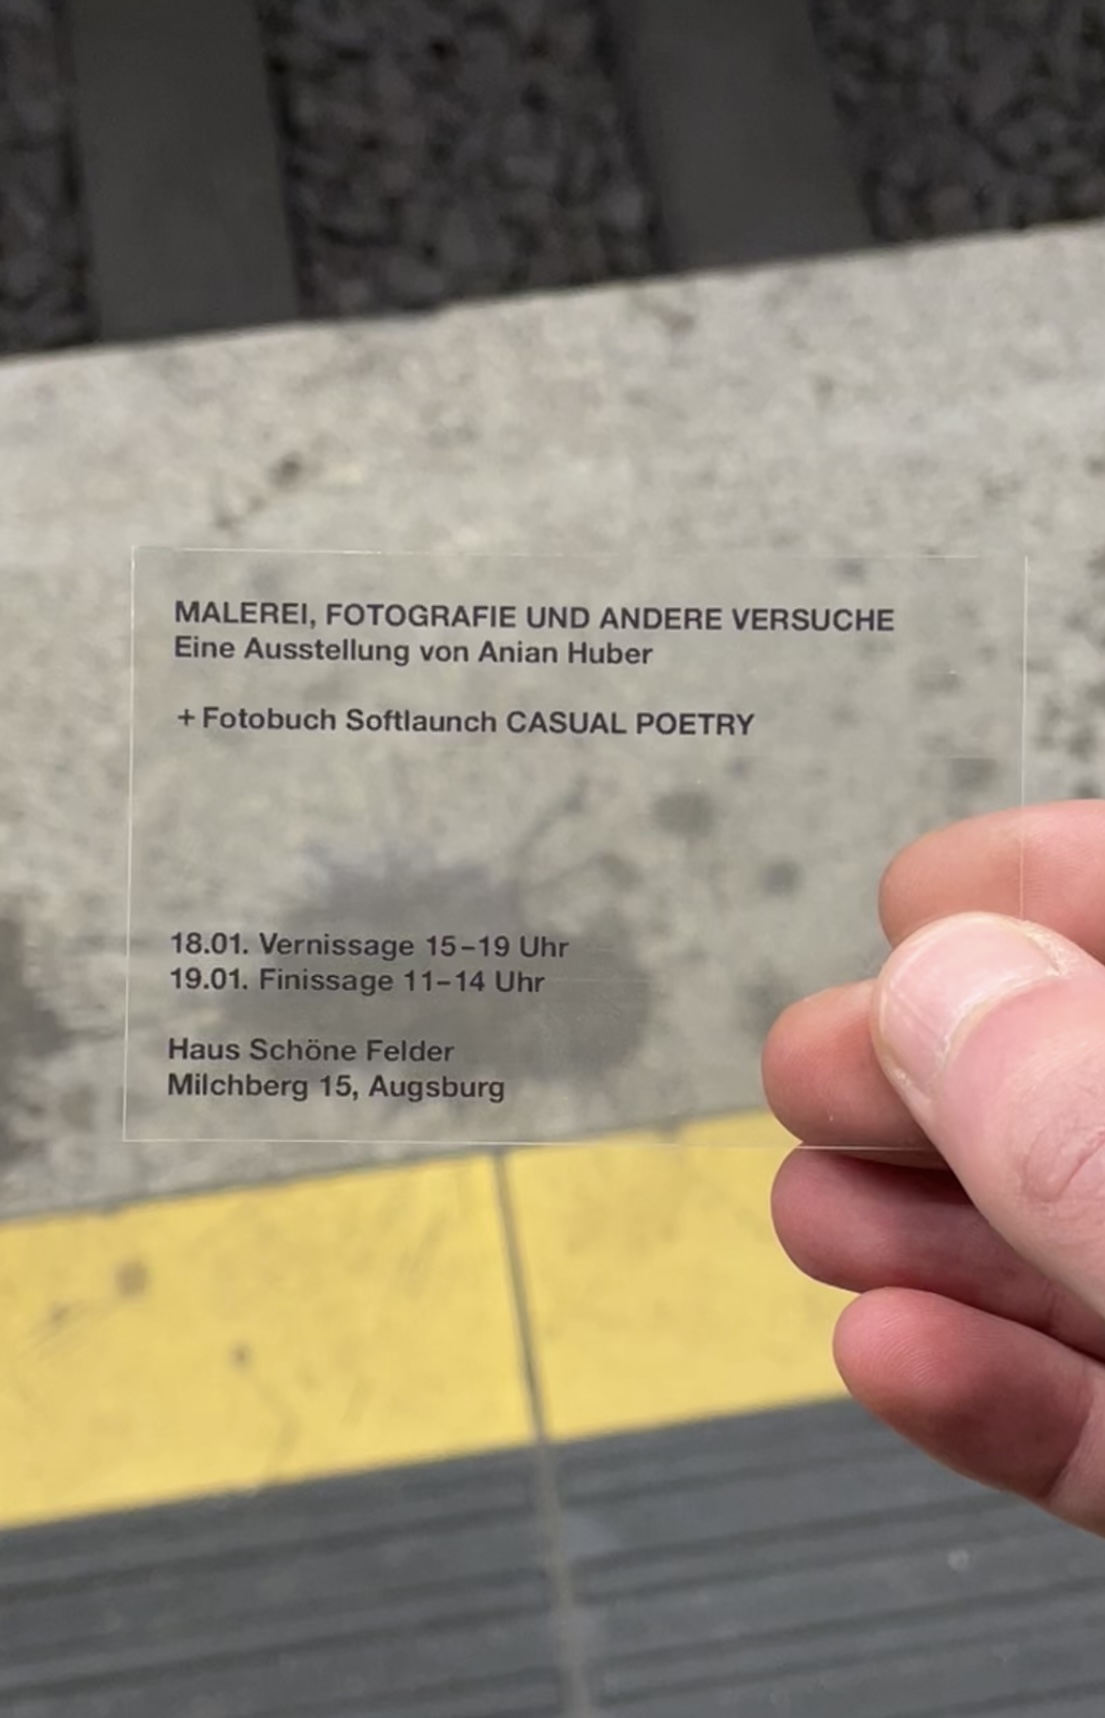 MALEREI, FOTOGRAFIE UND ANDERE VERSUCHE
Eine Ausstellung von Anian Huber
+ Fotobuch Softlaunch CASUAL POETRY
18.01. Vernissage 15–19 Uhr
19.01. Finissage 11–14 Uhr
Haus Schöne Felder
Milchberg 15, Augsburg